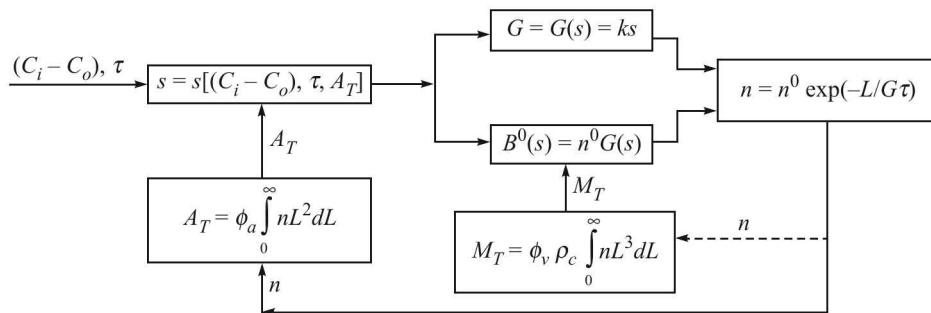 G = G(s) = ks
(C_i – C_o), τ
s = s[(C_i – C_o), τ, A_T]
n = n^0 exp(–L/Gτ)
B^0(s) = n^0 G(s)
A_T
M_T
A_T = ϕ_a ∫_0^∞ nL^2 dL
M_T = ϕ_v ρ_c ∫_0^∞ nL^3 dL
n
n